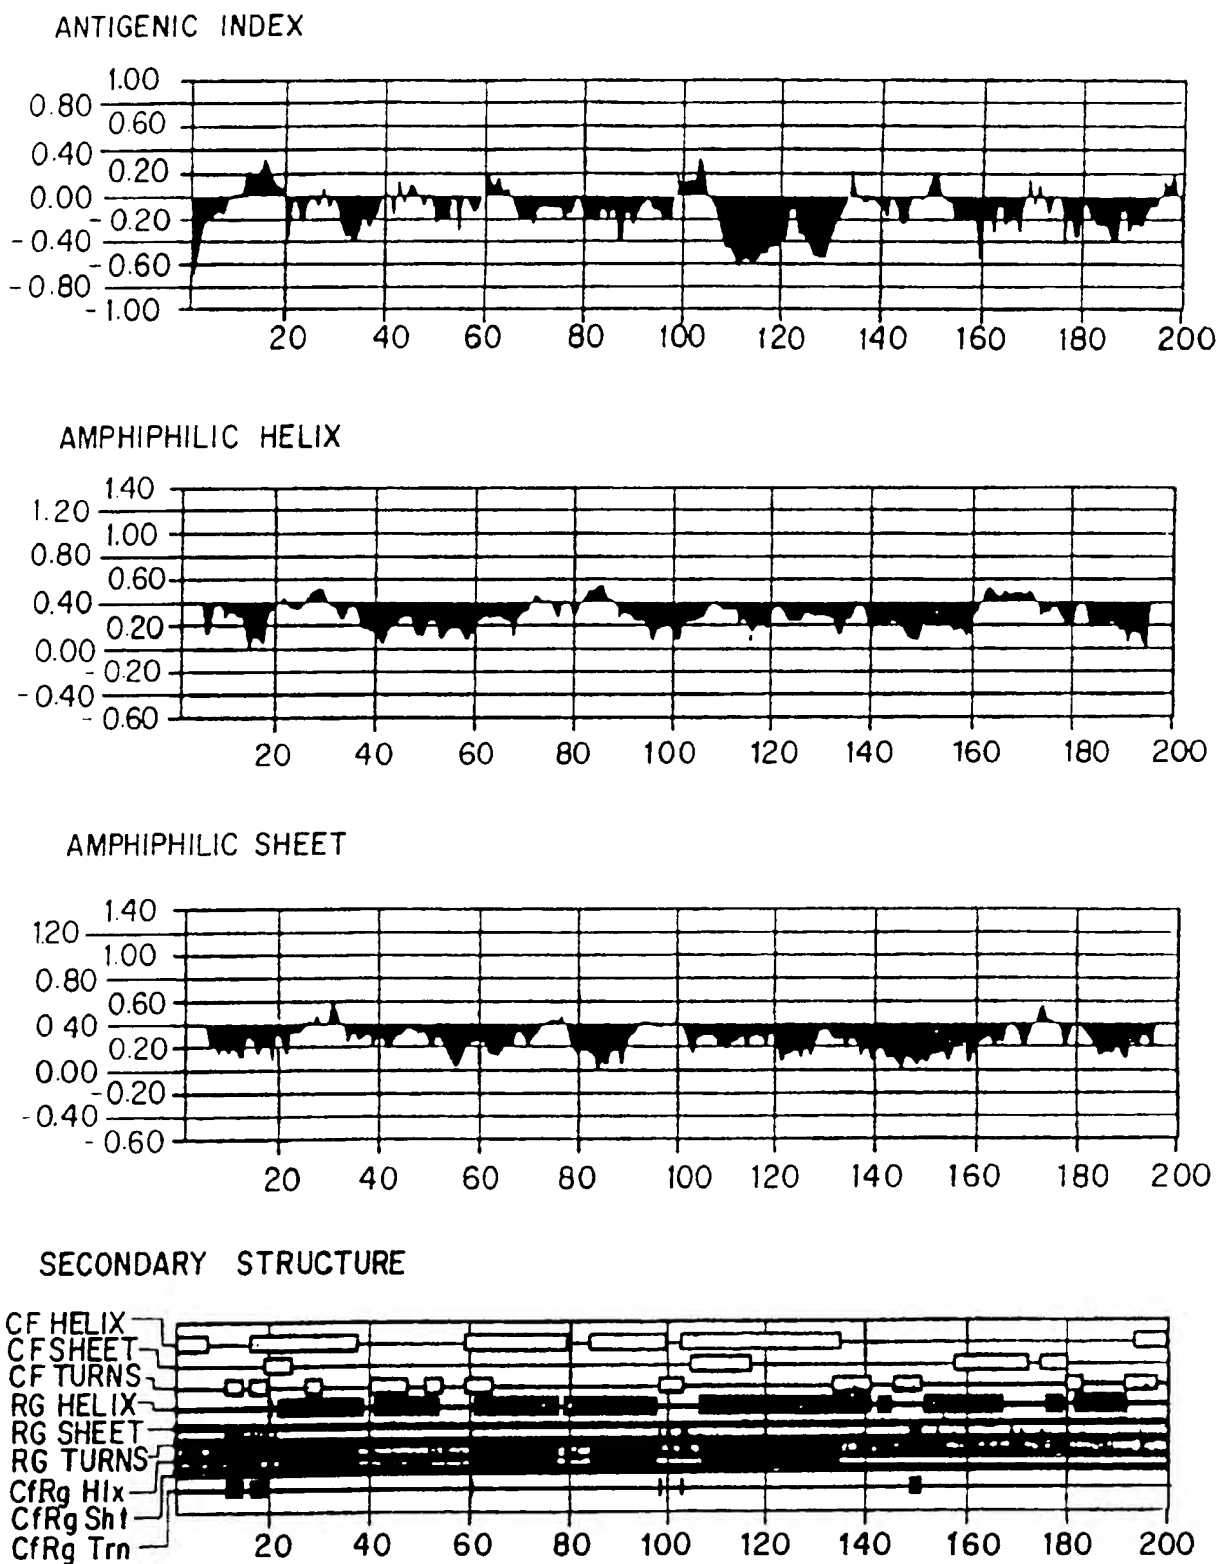 ANTIGENIC INDEX
1.00
0.80
0.60
0.40
0.20
0.00
-0.20
-0.40
-0.60
-0.80
-1.00
20 40 60 80 100 120 140 160 180 200
AMPHIPHILIC HELIX
1.40
1.20
1.00
0.80
0.60
0.40
0.20
0.00
-0.20
-0.40
-0.60
20 40 60 80 100 120 140 160 180 200
AMPHIPHILIC SHEET
1.40
120
1.00
0.80
0.60
0 40
0.20
0.00
-0.20
-0.40
-0.60
20 40 60 80 100 120 140 160 180 200
SECONDARY STRUCTURE
CF HELIX
CF SHEET
CF TURNS
RG HELIX
RG SHEET
RG TURNS
CfRg Hlx
CfRg Sht
CfRg Trn
20 40 60 80 100 120 140 160 180 200